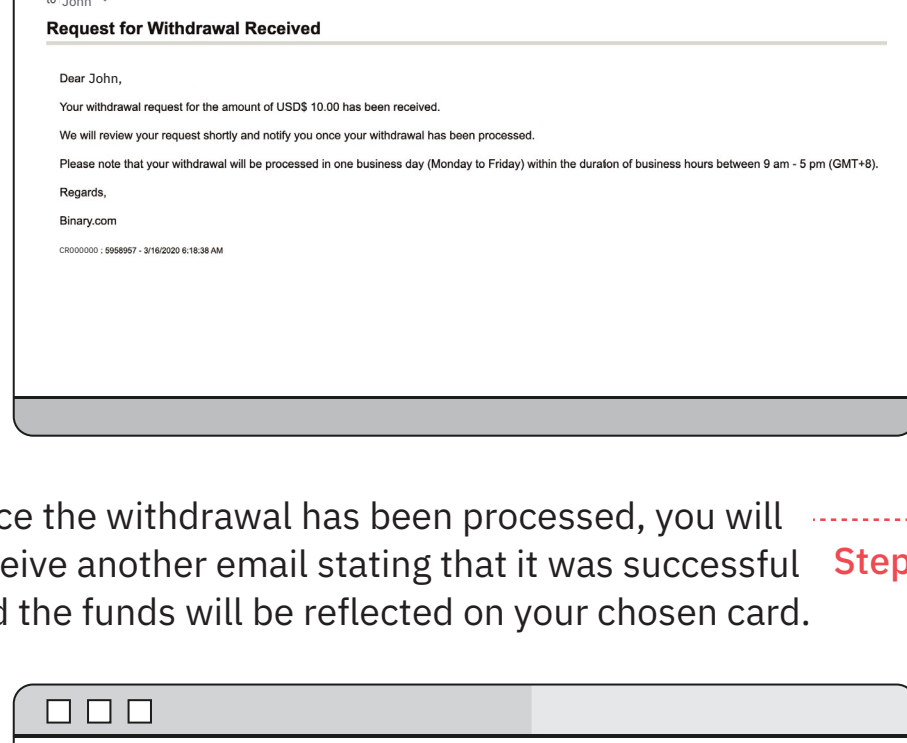 to John
Request for Withdrawal Received
Dear John,
Your withdrawal request for the amount of USD$ 10.00 has been received.
We will review your request shortly and notify you once your withdrawal has been processed.
Please note that your withdrawal will be processed in one business day (Monday to Friday) within the duration of business hours between 9 am - 5 pm (GMT+8).
Regards,
Binary.com
CR000000 : 5958957 - 3/16/2020 6:18:38 AM
ce the withdrawal has been processed, you will
eive another email stating that it was successful
d the funds will be reflected on your chosen card.
Step